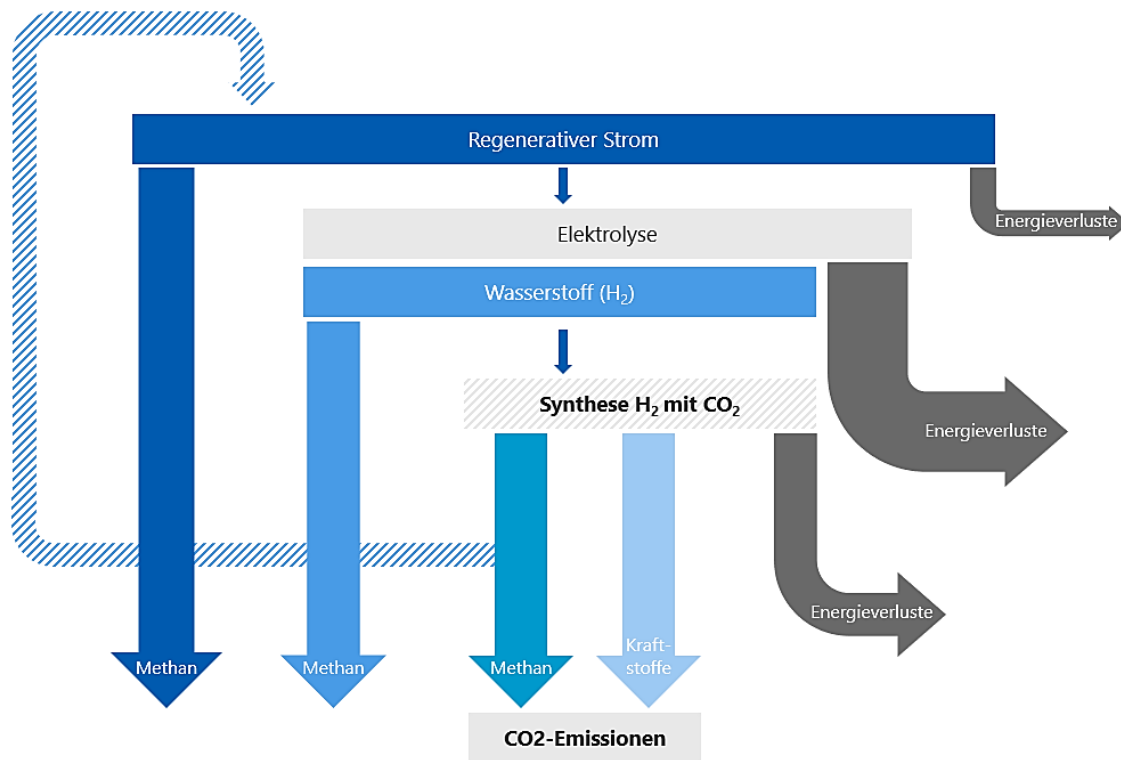 Regenerativer Strom
Energieverluste
Elektrolyse
Wasserstoff (H₂)
Synthese H₂ mit CO₂
Energieverluste
Energieverluste
Methan
Methan
Methan
Kraft-
stoffe
CO2-Emissionen